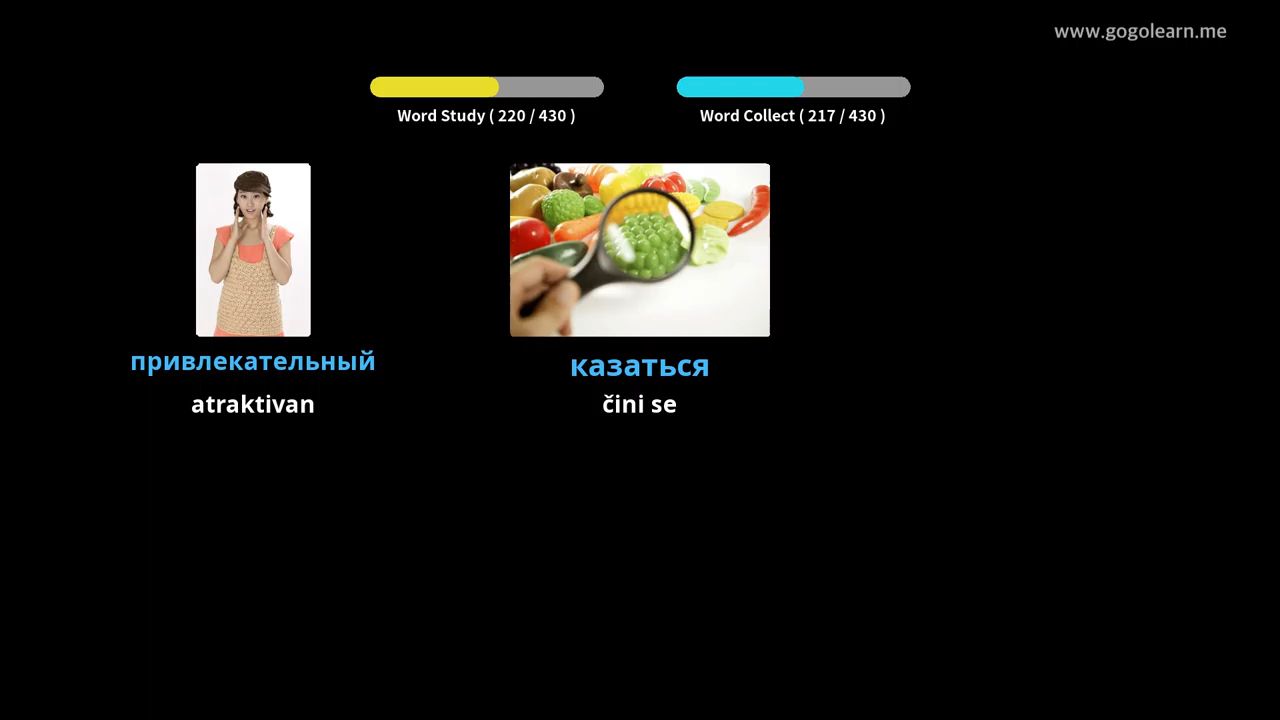 www.gogolearn.me
Word Study ( 220 / 430 )
Word Collect ( 217 / 430 )
привлекательный
atraktivan
казаться
čini se